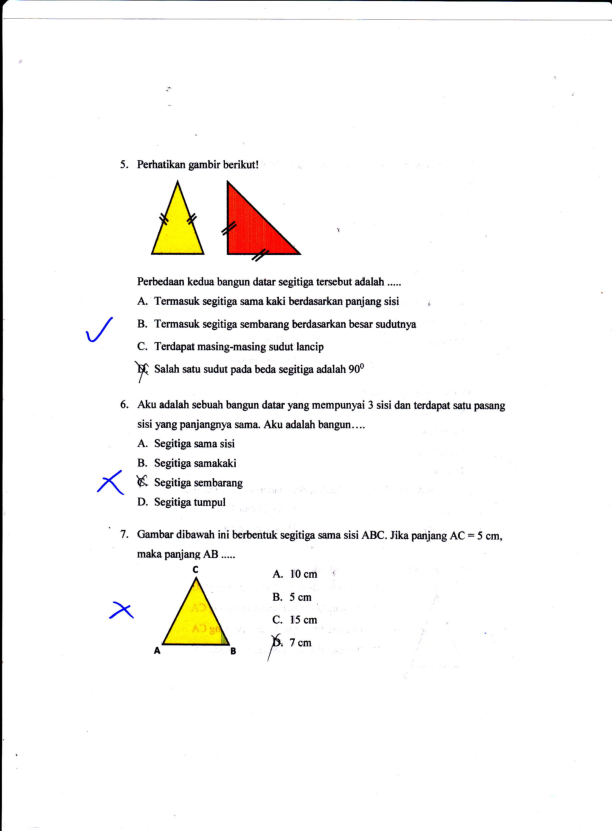 5. Perhatikan gambir berikut!
Perbedaan kedua bangun datar segitiga tersebut adalah .....
A. Termasuk segitiga sama kaki berdasarkan panjang sisi
B. Termasuk segitiga sembarang berdasarkan besar sudutnya
C. Terdapat masing-masing sudut lancip
D. Salah satu sudut pada beda segitiga adalah 90⁰
6. Aku adalah sebuah bangun datar yang mempunyai 3 sisi dan terdapat satu pasang
sisi yang panjangnya sama. Aku adalah bangun....
A. Segitiga sama sisi
B. Segitiga samakaki
C. Segitiga sembarang
D. Segitiga tumpul
7. Gambar dibawah ini berbentuk segitiga sama sisi ABC. Jika panjang AC = 5 cm,
maka panjang AB .....
C
A B
A. 10 cm
B. 5 cm
C. 15 cm
D. 7 cm